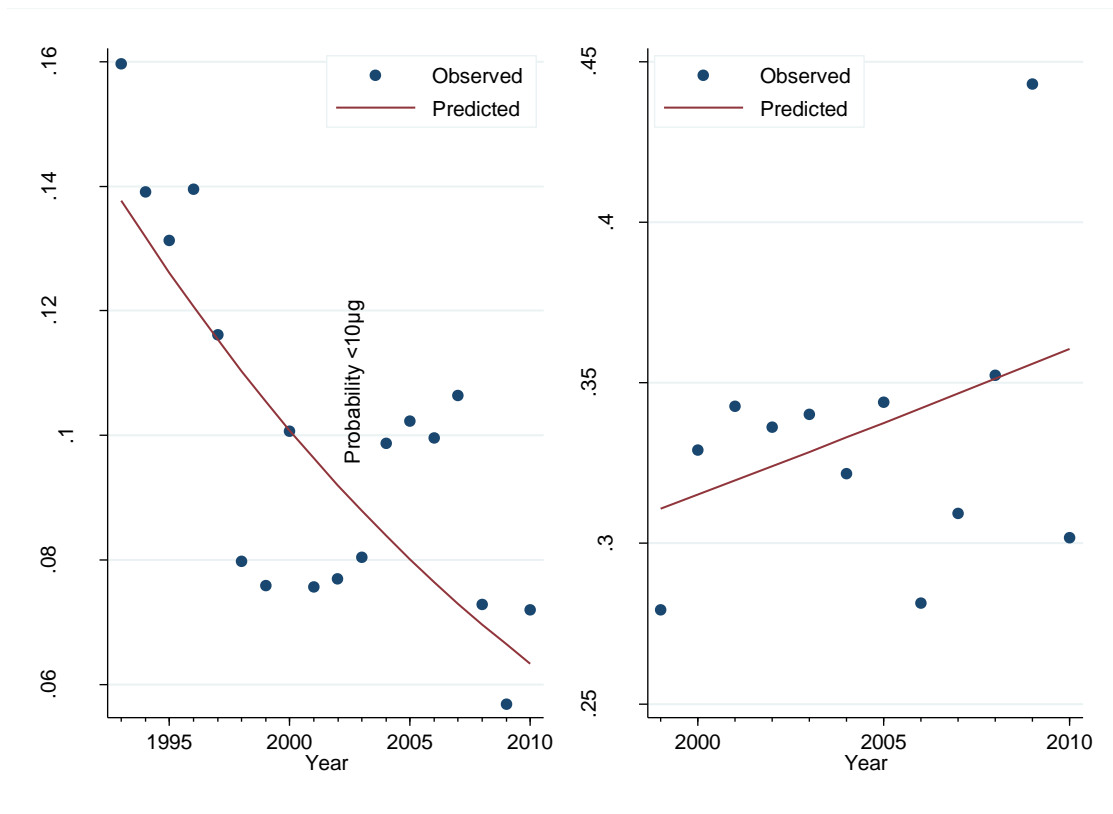 Observed
Predicted
.16
.14
.12
.1
.08
.06
Probability <10µg
1995 2000 2005 2010
Year
Observed
Predicted
.45
.4
.35
.3
.25
2000 2005 2010
Year